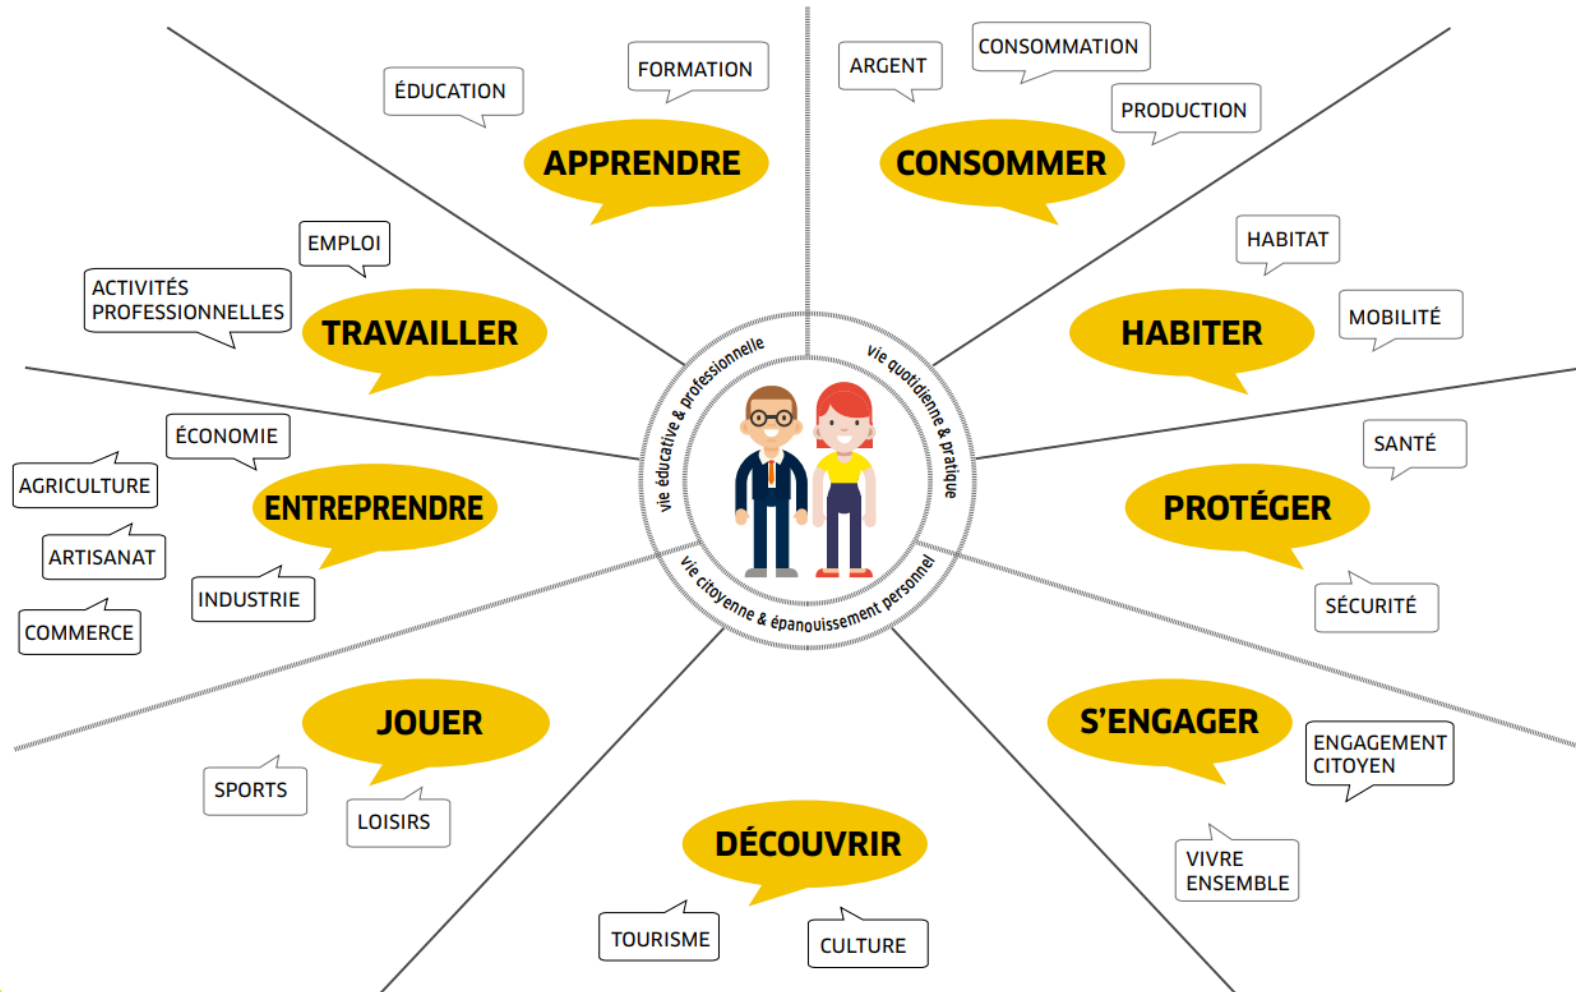 ÉDUCATION
FORMATION
APPRENDRE
ARGENT
CONSOMMATION
PRODUCTION
CONSOMMER
EMPLOI
ACTIVITÉS
PROFESSIONNELLES
TRAVAILLER
HABITAT
MOBILITÉ
HABITER
vie éducative & professionnelle
vie quotidienne & pratique
vie citoyenne & épanouissement personnel
ÉCONOMIE
AGRICULTURE
ENTREPRENDRE
ARTISANAT
INDUSTRIE
COMMERCE
SANTÉ
PROTÉGER
SÉCURITÉ
JOUER
SPORTS
LOISIRS
DÉCOUVRIR
TOURISME
CULTURE
S'ENGAGER
ENGAGEMENT
CITOYEN
VIVRE
ENSEMBLE